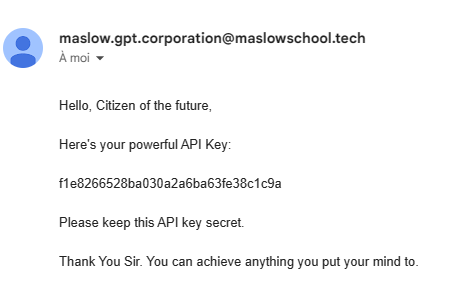 maslow.gpt.corporation@maslowschool.tech
À moi
Hello, Citizen of the future,
Here's your powerful API Key:
f1e8266528ba030a2a6ba63fe38c1c9a
Please keep this API key secret.
Thank You Sir. You can achieve anything you put your mind to.